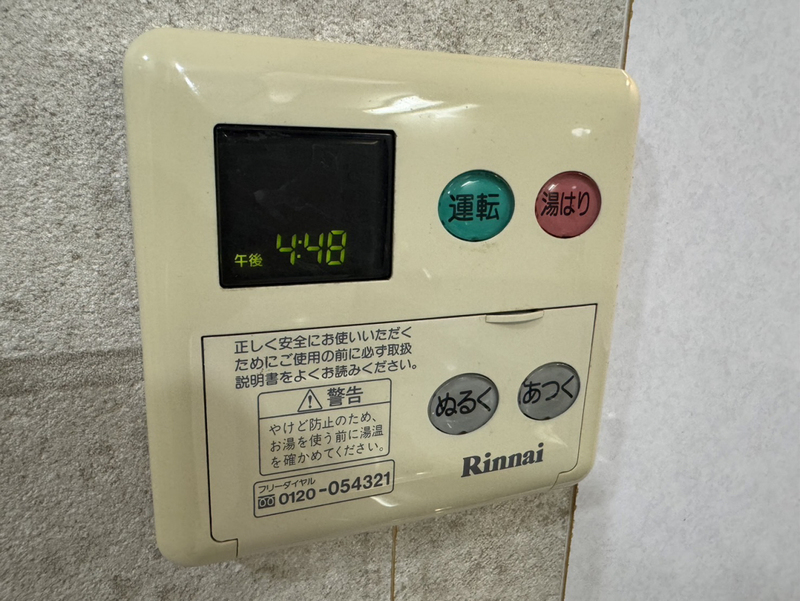 午後 4:48
運転
湯はり
正しく安全にお使いいただく
ためにご使用の前に必ず取扱
説明書をよくお読みください。
警告
やけど防止のため、
お湯を使う前に湯温
を確かめてください。
フリーダイヤル
0120-054321
ぬるく
あつく
Rinnai